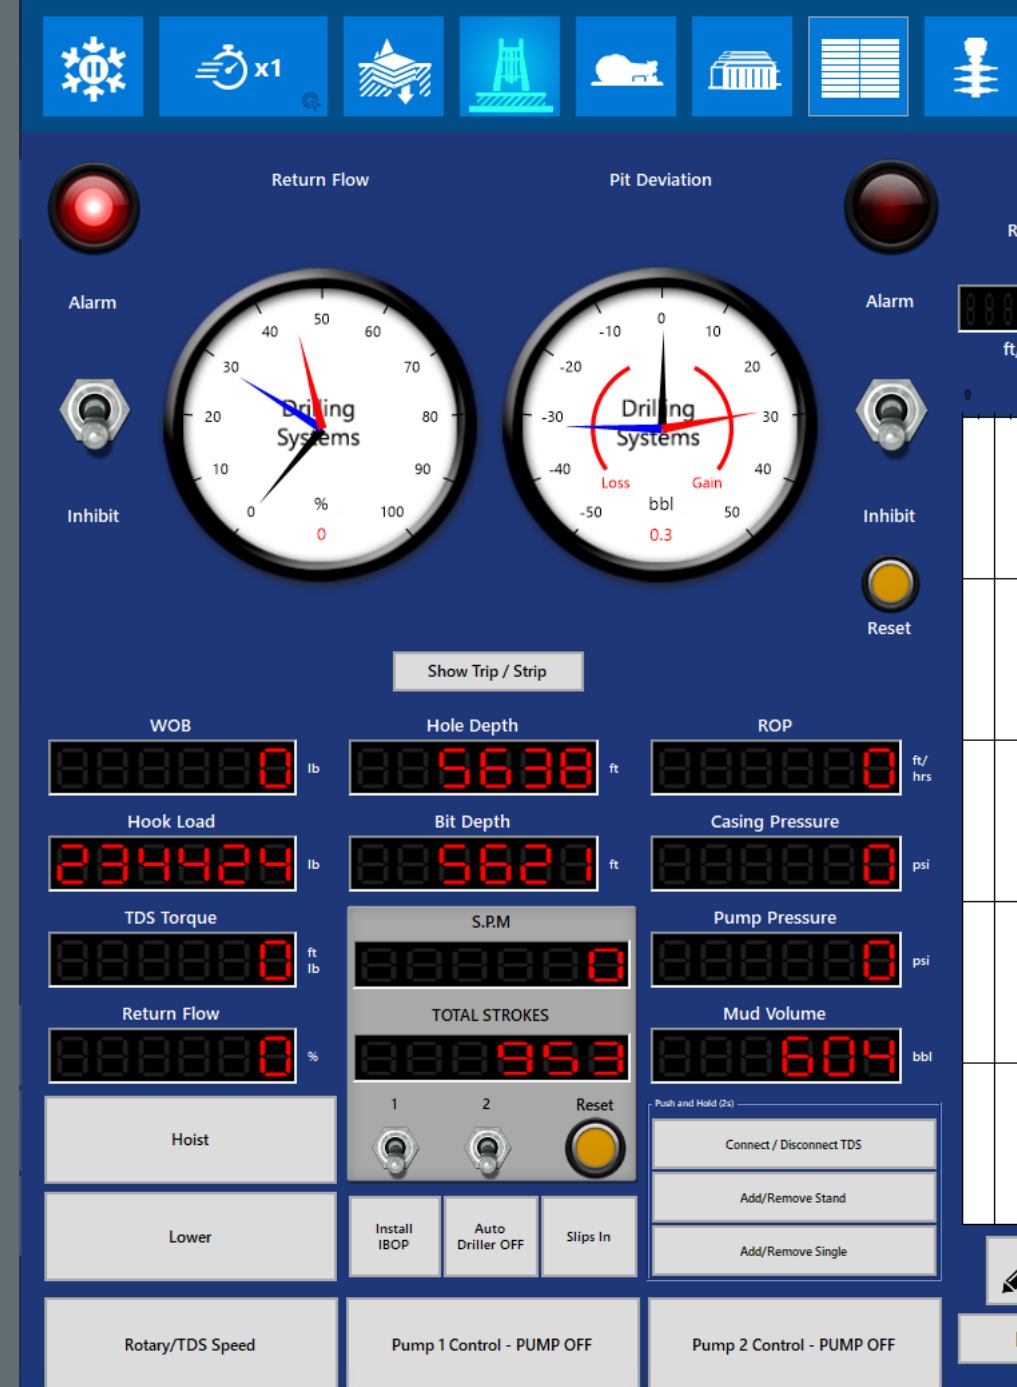 x1
Return Flow
Pit Deviation
Alarm
Alarm
Inhibit
Inhibit
0
10
20
30
40
50
60
70
80
90
100
Drilling
Systems
%
0
-50
-40
-30
-20
-10
0
10
20
30
40
50
Drilling
Systems
Loss
Gain
bbl
0.3
Reset
R
ft/
0
Show Trip / Strip
WOB
Hole Depth
ROP
0 lb
5638 ft
0 ft/
hrs
Hook Load
Bit Depth
Casing Pressure
234424 lb
5621 ft
0 psi
TDS Torque
S.P.M
Pump Pressure
0 ft
lb
0
0 psi
Return Flow
TOTAL STROKES
Mud Volume
0 %
953
604 bbl
1
2
Reset
Push and Hold (2s)
Hoist
Connect / Disconnect TDS
Lower
Install
IBOP
Auto
Driller OFF
Slips In
Add/Remove Stand
Add/Remove Single
Rotary/TDS Speed
Pump 1 Control - PUMP OFF
Pump 2 Control - PUMP OFF